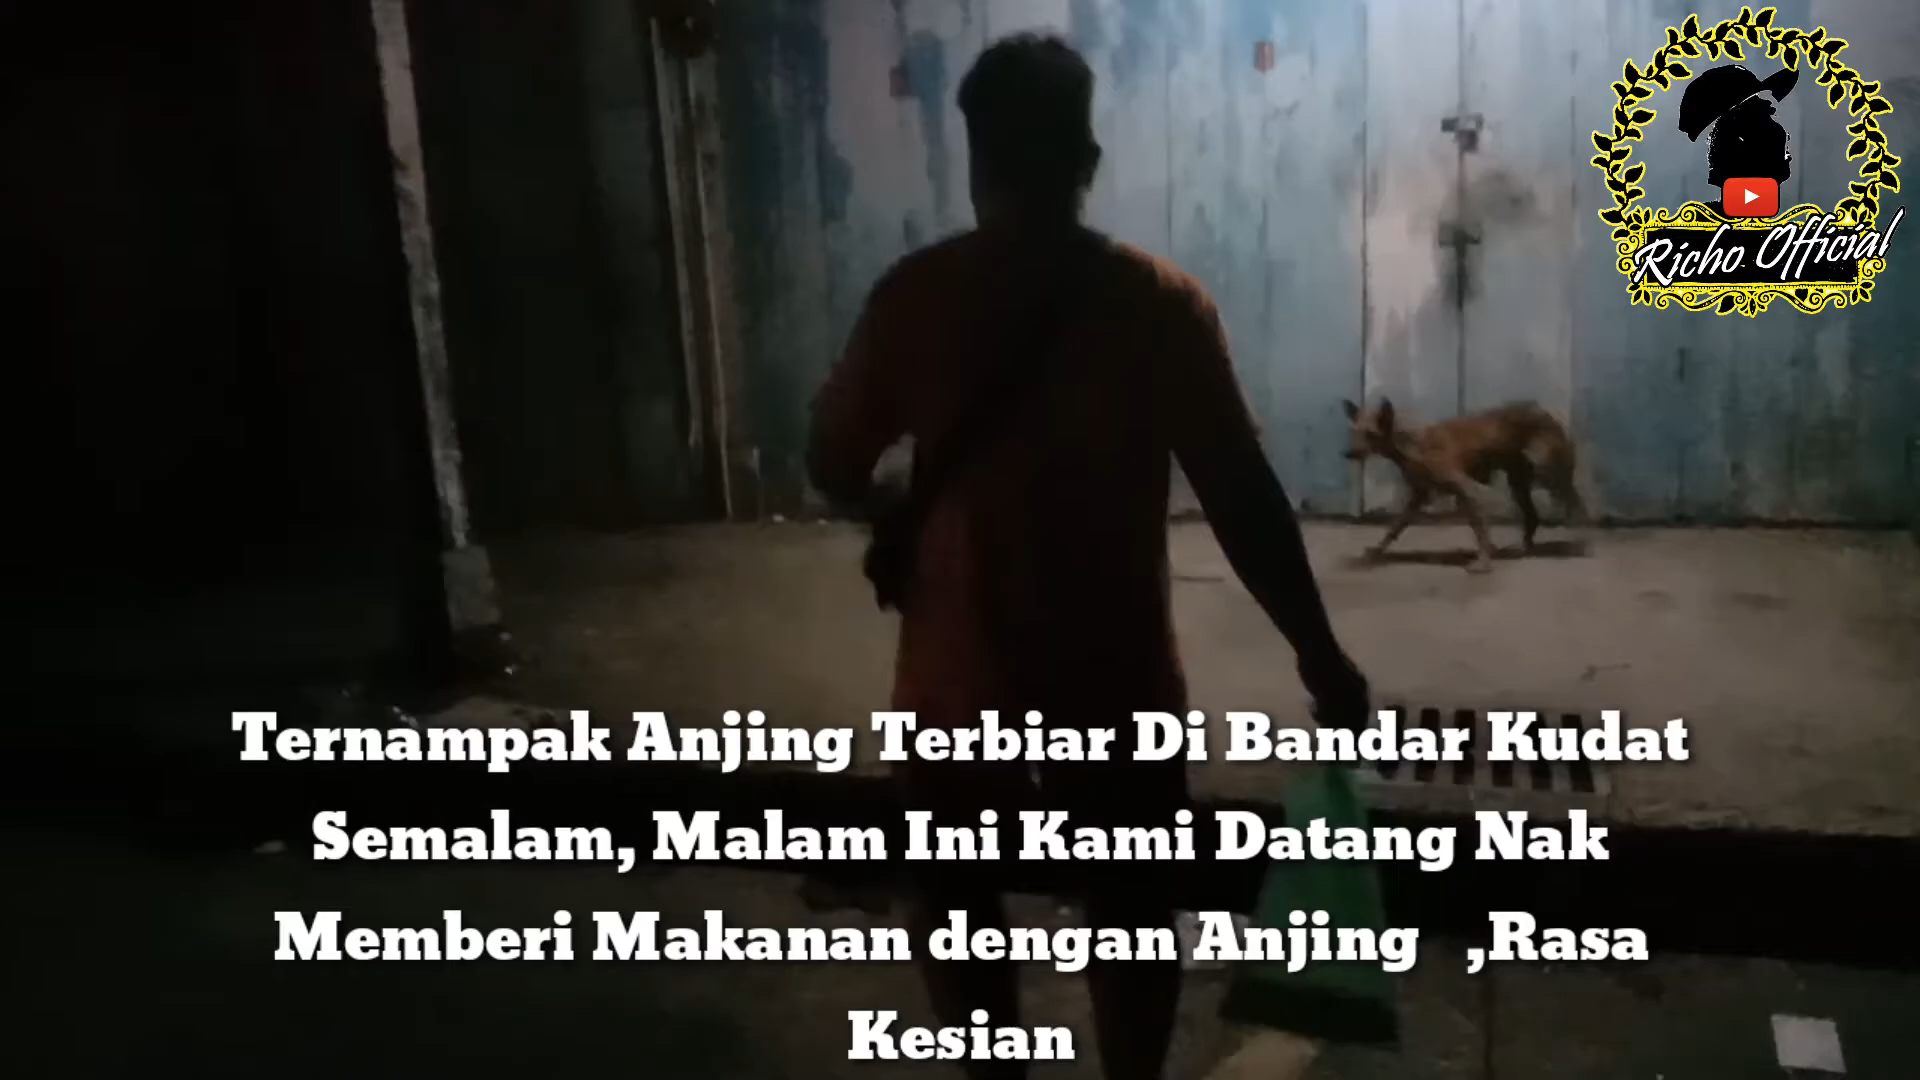 Richo Official
Ternampak Anjing Terbiar Di Bandar Kudat
Semalam, Malam Ini Kami Datang Nak
Memberi Makanan dengan Anjing ,Rasa
Kesian